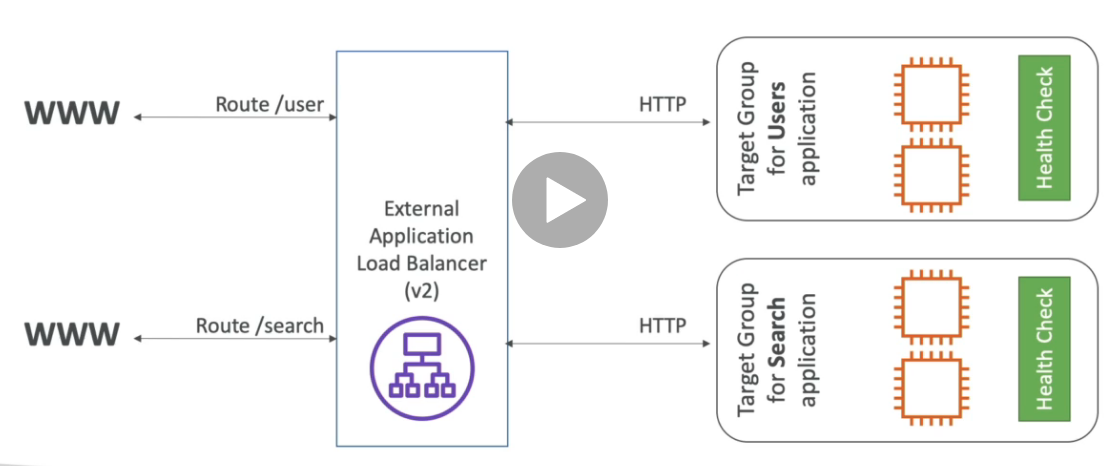 WWW
Route /user
HTTP
Target Group
for Users
application
Health Check
External
Application
Load Balancer
(v2)
WWW
Route /search
HTTP
Target Group
for Search
application
Health Check